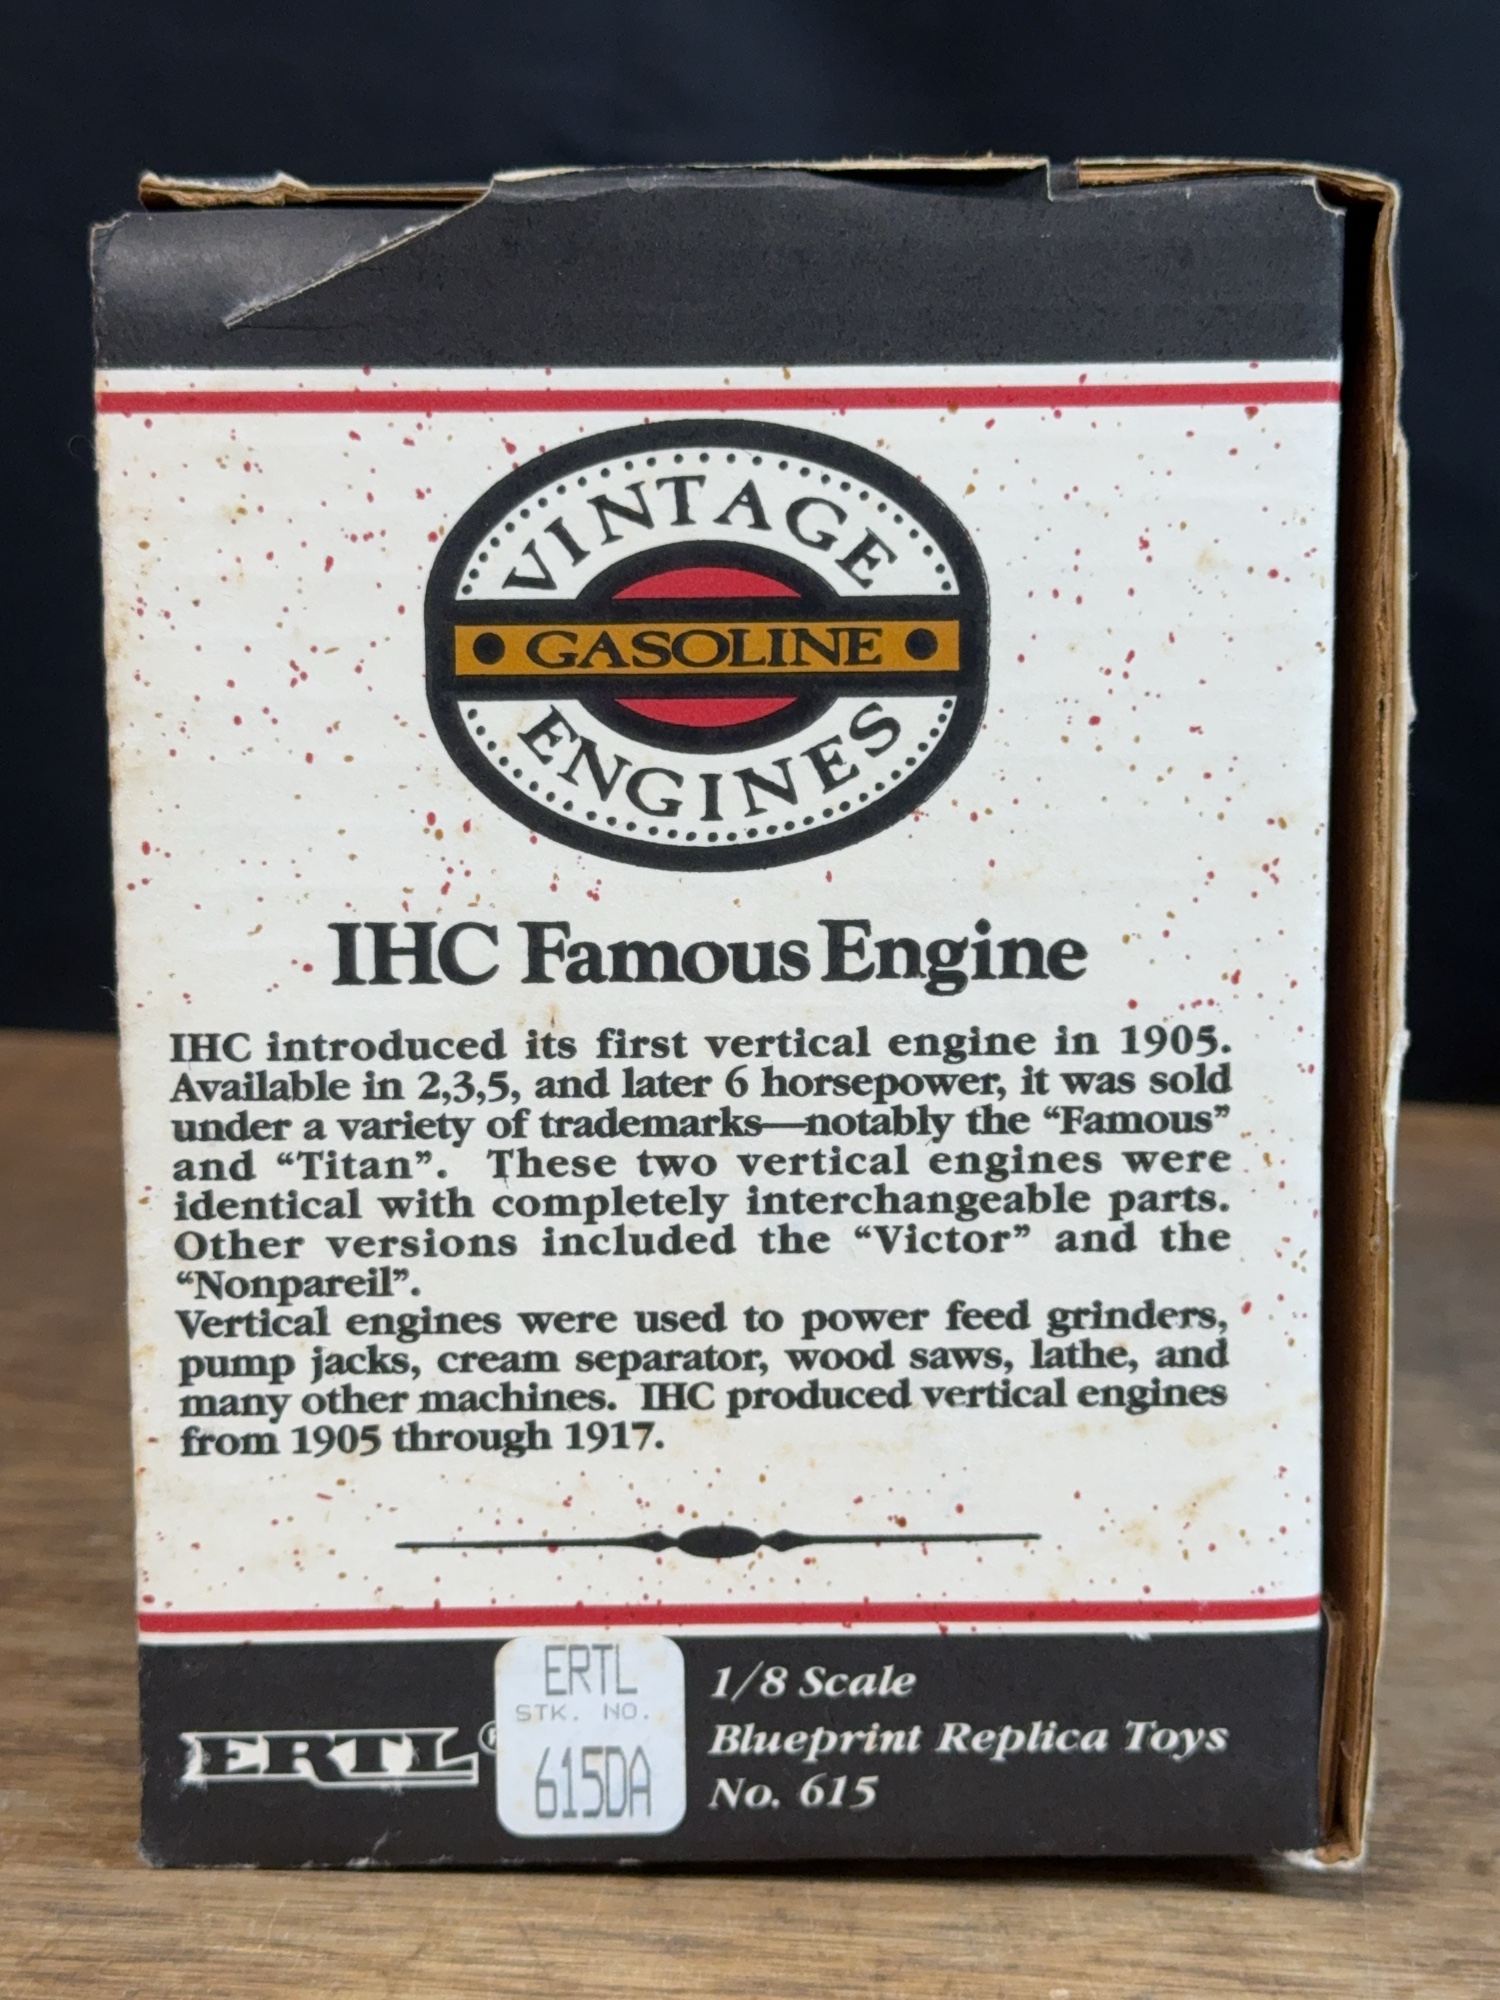 VINTAGE
GASOLINE
ENGINES
IHC Famous Engine
IHC introduced its first vertical engine in 1905.
Available in 2,3,5, and later 6 horsepower, it was sold
under a variety of trademarks—notably the “Famous”
and “Titan”. These two vertical engines were
identical with completely interchangeable parts.
Other versions included the “Victor” and the
“Nonpareil”.
Vertical engines were used to power feed grinders,
pump jacks, cream separator, wood saws, lathe, and
many other machines. IHC produced vertical engines
from 1905 through 1917.
ERTL®
ERTL
STK. NO.
615DA
1/8 Scale
Blueprint Replica Toys
No. 615